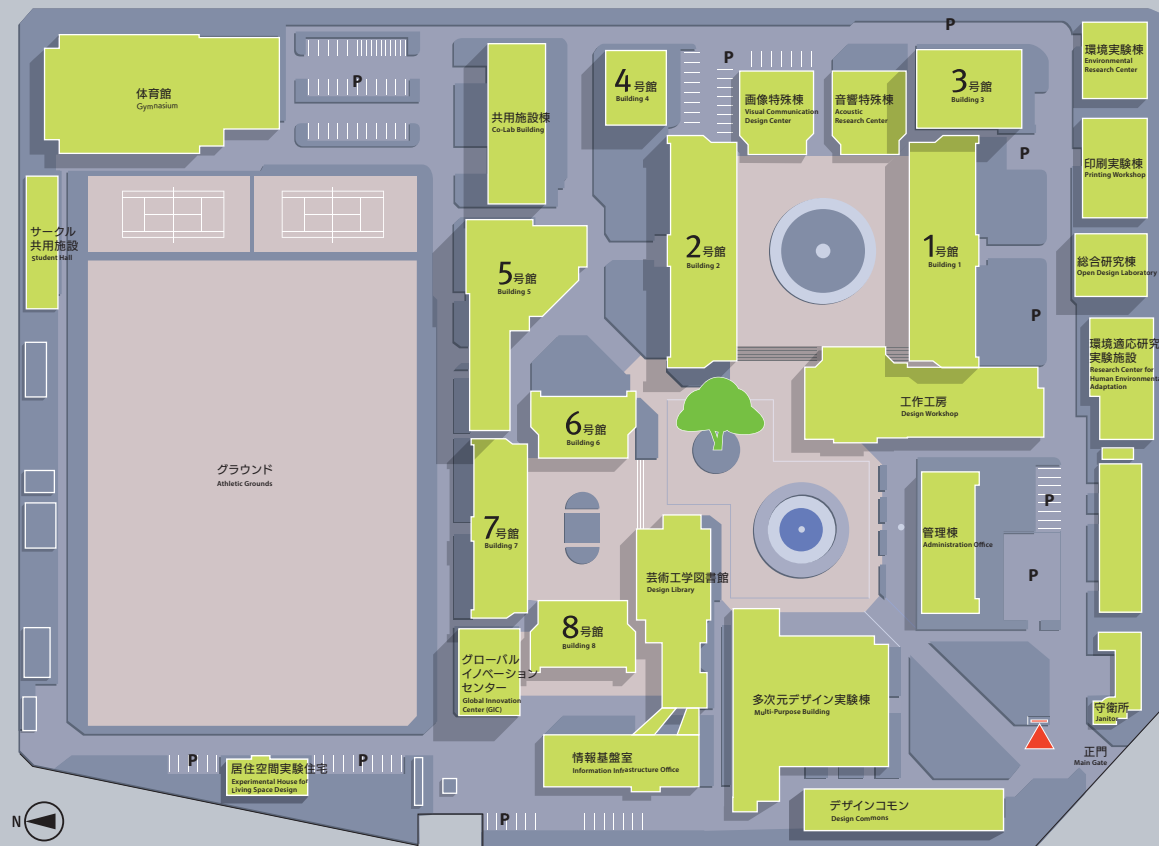 P
体育館
Gymnasium
P
共用施設棟
Co-Lab Building
4号館
Building 4
P
画像特殊棟
Visual Communication
Design Center
音響特殊棟
Acoustic
Research Center
3号館
Building 3
環境実験棟
Environmental
Research Center
P
印刷実験棟
Printing Workshop
サークル
共用施設
Student Hall
5号館
Building 5
2号館
Building 2
1号館
Building 1
総合研究棟
Open Design Laboratory
P
環境適応研究
実験施設
Research Center for
Human Environmental
Adaptation
工作工房
Design Workshop
6号館
Building 6
グラウンド
Athletic Grounds
7号館
Building 7
P
管理棟
Administration Office
P
芸術工学図書館
Design Library
8号館
Building 8
グローバル
イノベーション
センター
Global Innovation
Center (GIC)
多次元デザイン実験棟
Multi-Purpose Building
守衛所
Janitor
正門
Main Gate
P
居住空間実験住宅
Experimental House for
Living Space Design
P
情報基盤室
Information Infrastructure Office
デザインコモン
Design Commons
P
N